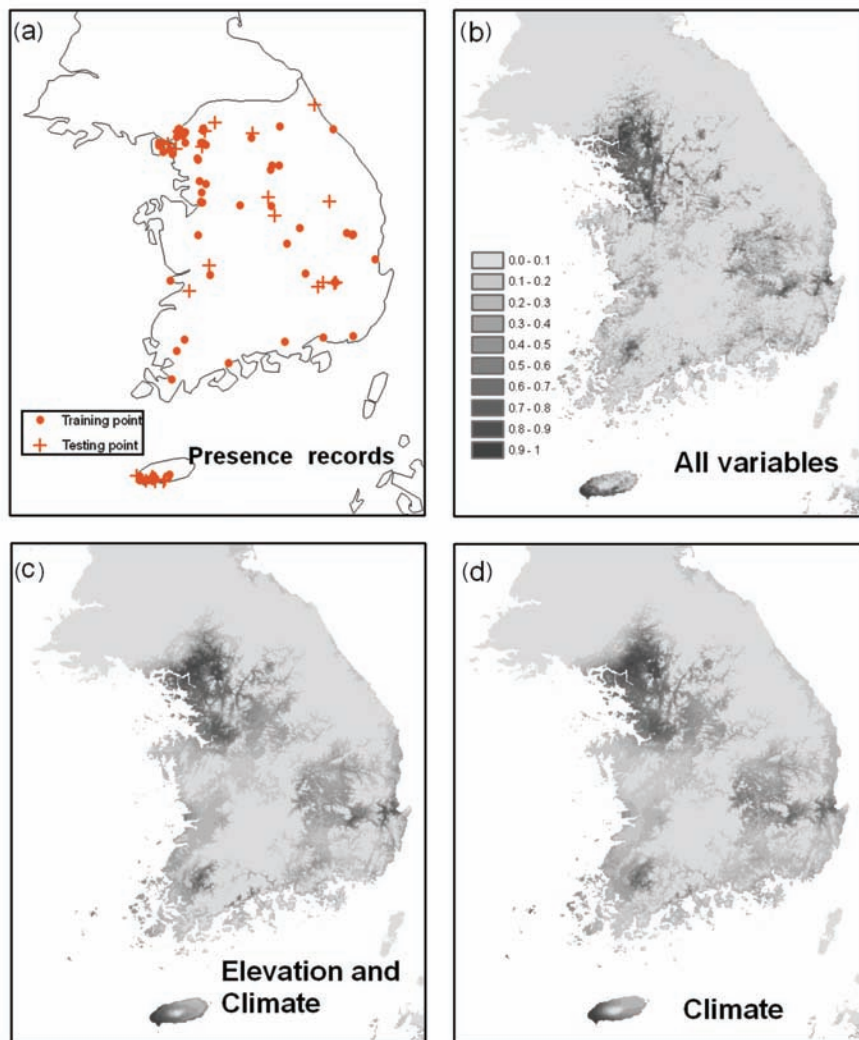 (a)
Training point
Testing point
Presence records
(b)
0.0 - 0.1
0.1 - 0.2
0.2 - 0.3
0.3 - 0.4
0.4 - 0.5
0.5 - 0.6
0.6 - 0.7
0.7 - 0.8
0.8 - 0.9
0.9 - 1
All variables
(c)
Elevation and
Climate
(d)
Climate